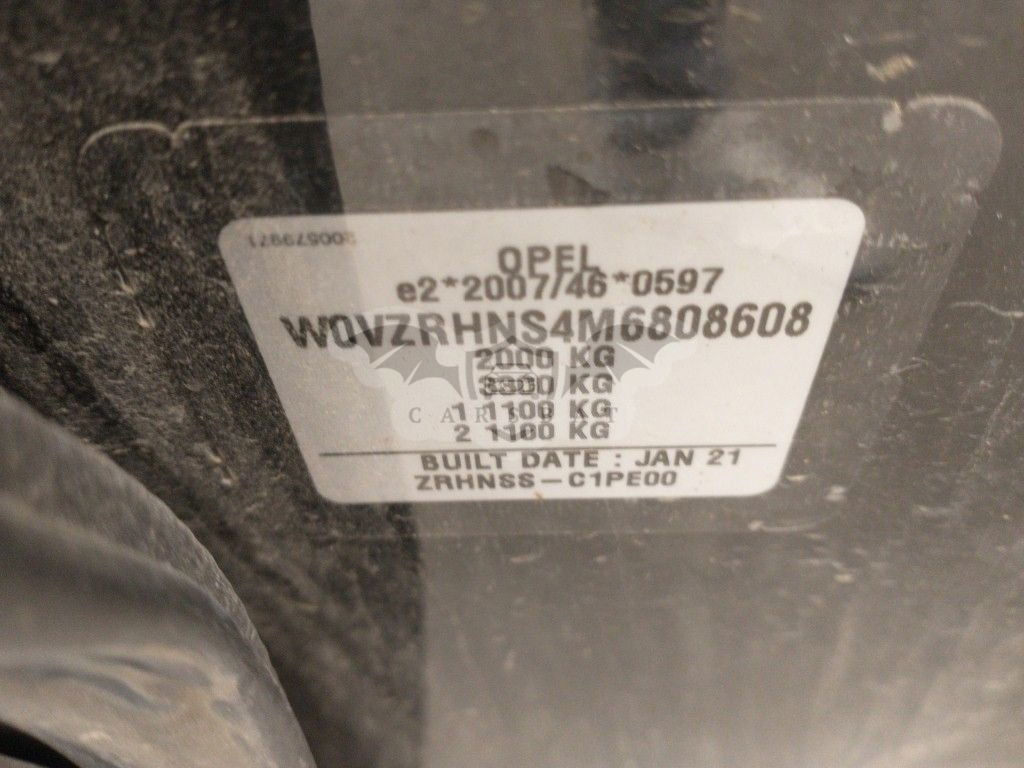 200579971
OPEL
e2*2007/46*0597
W0VZRHNS4M6808608
2000 KG
3300 KG
1 1100 KG
2 1100 KG
BUILT DATE : JAN 21
ZRHNSS-C1PE00